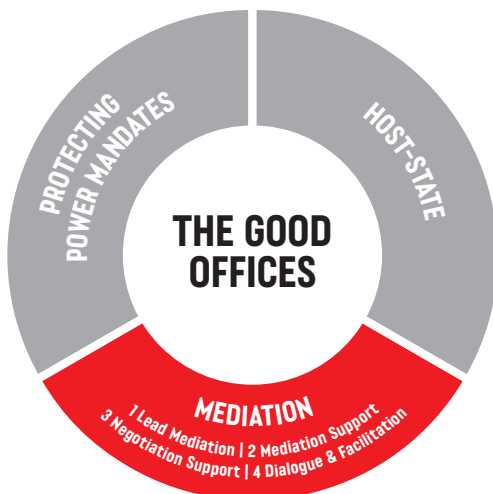 PROTECTING
POWER MANDATES
HOST-STATE
THE GOOD
OFFICES
MEDIATION
1 Lead Mediation | 2 Mediation Support
3 Negotiation Support | 4 Dialogue & Facilitation